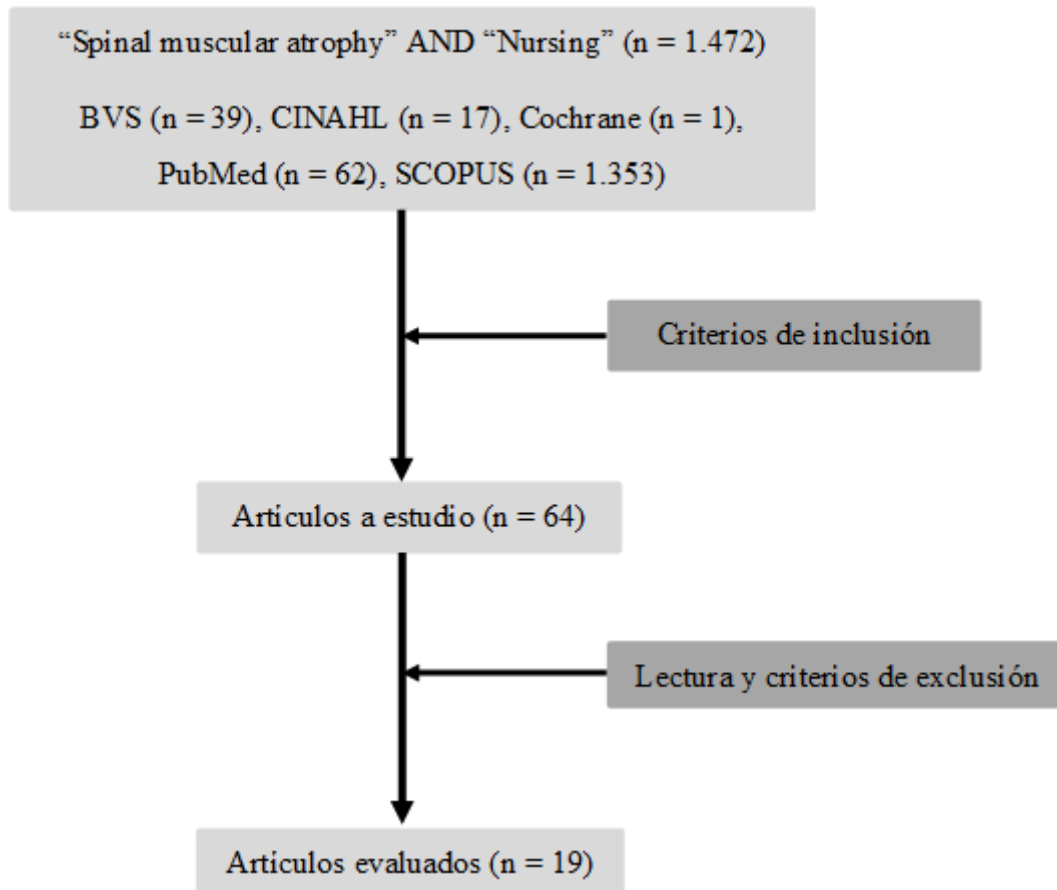 “Spinal muscular atrophy” AND “Nursing” (n = 1.472)
BVS (n = 39), CINAHL (n = 17), Cochrane (n = 1),
PubMed (n = 62), SCOPUS (n = 1.353)
Criterios de inclusión
Artículos a estudio (n = 64)
Lectura y criterios de exclusión
Artículos evaluados (n = 19)